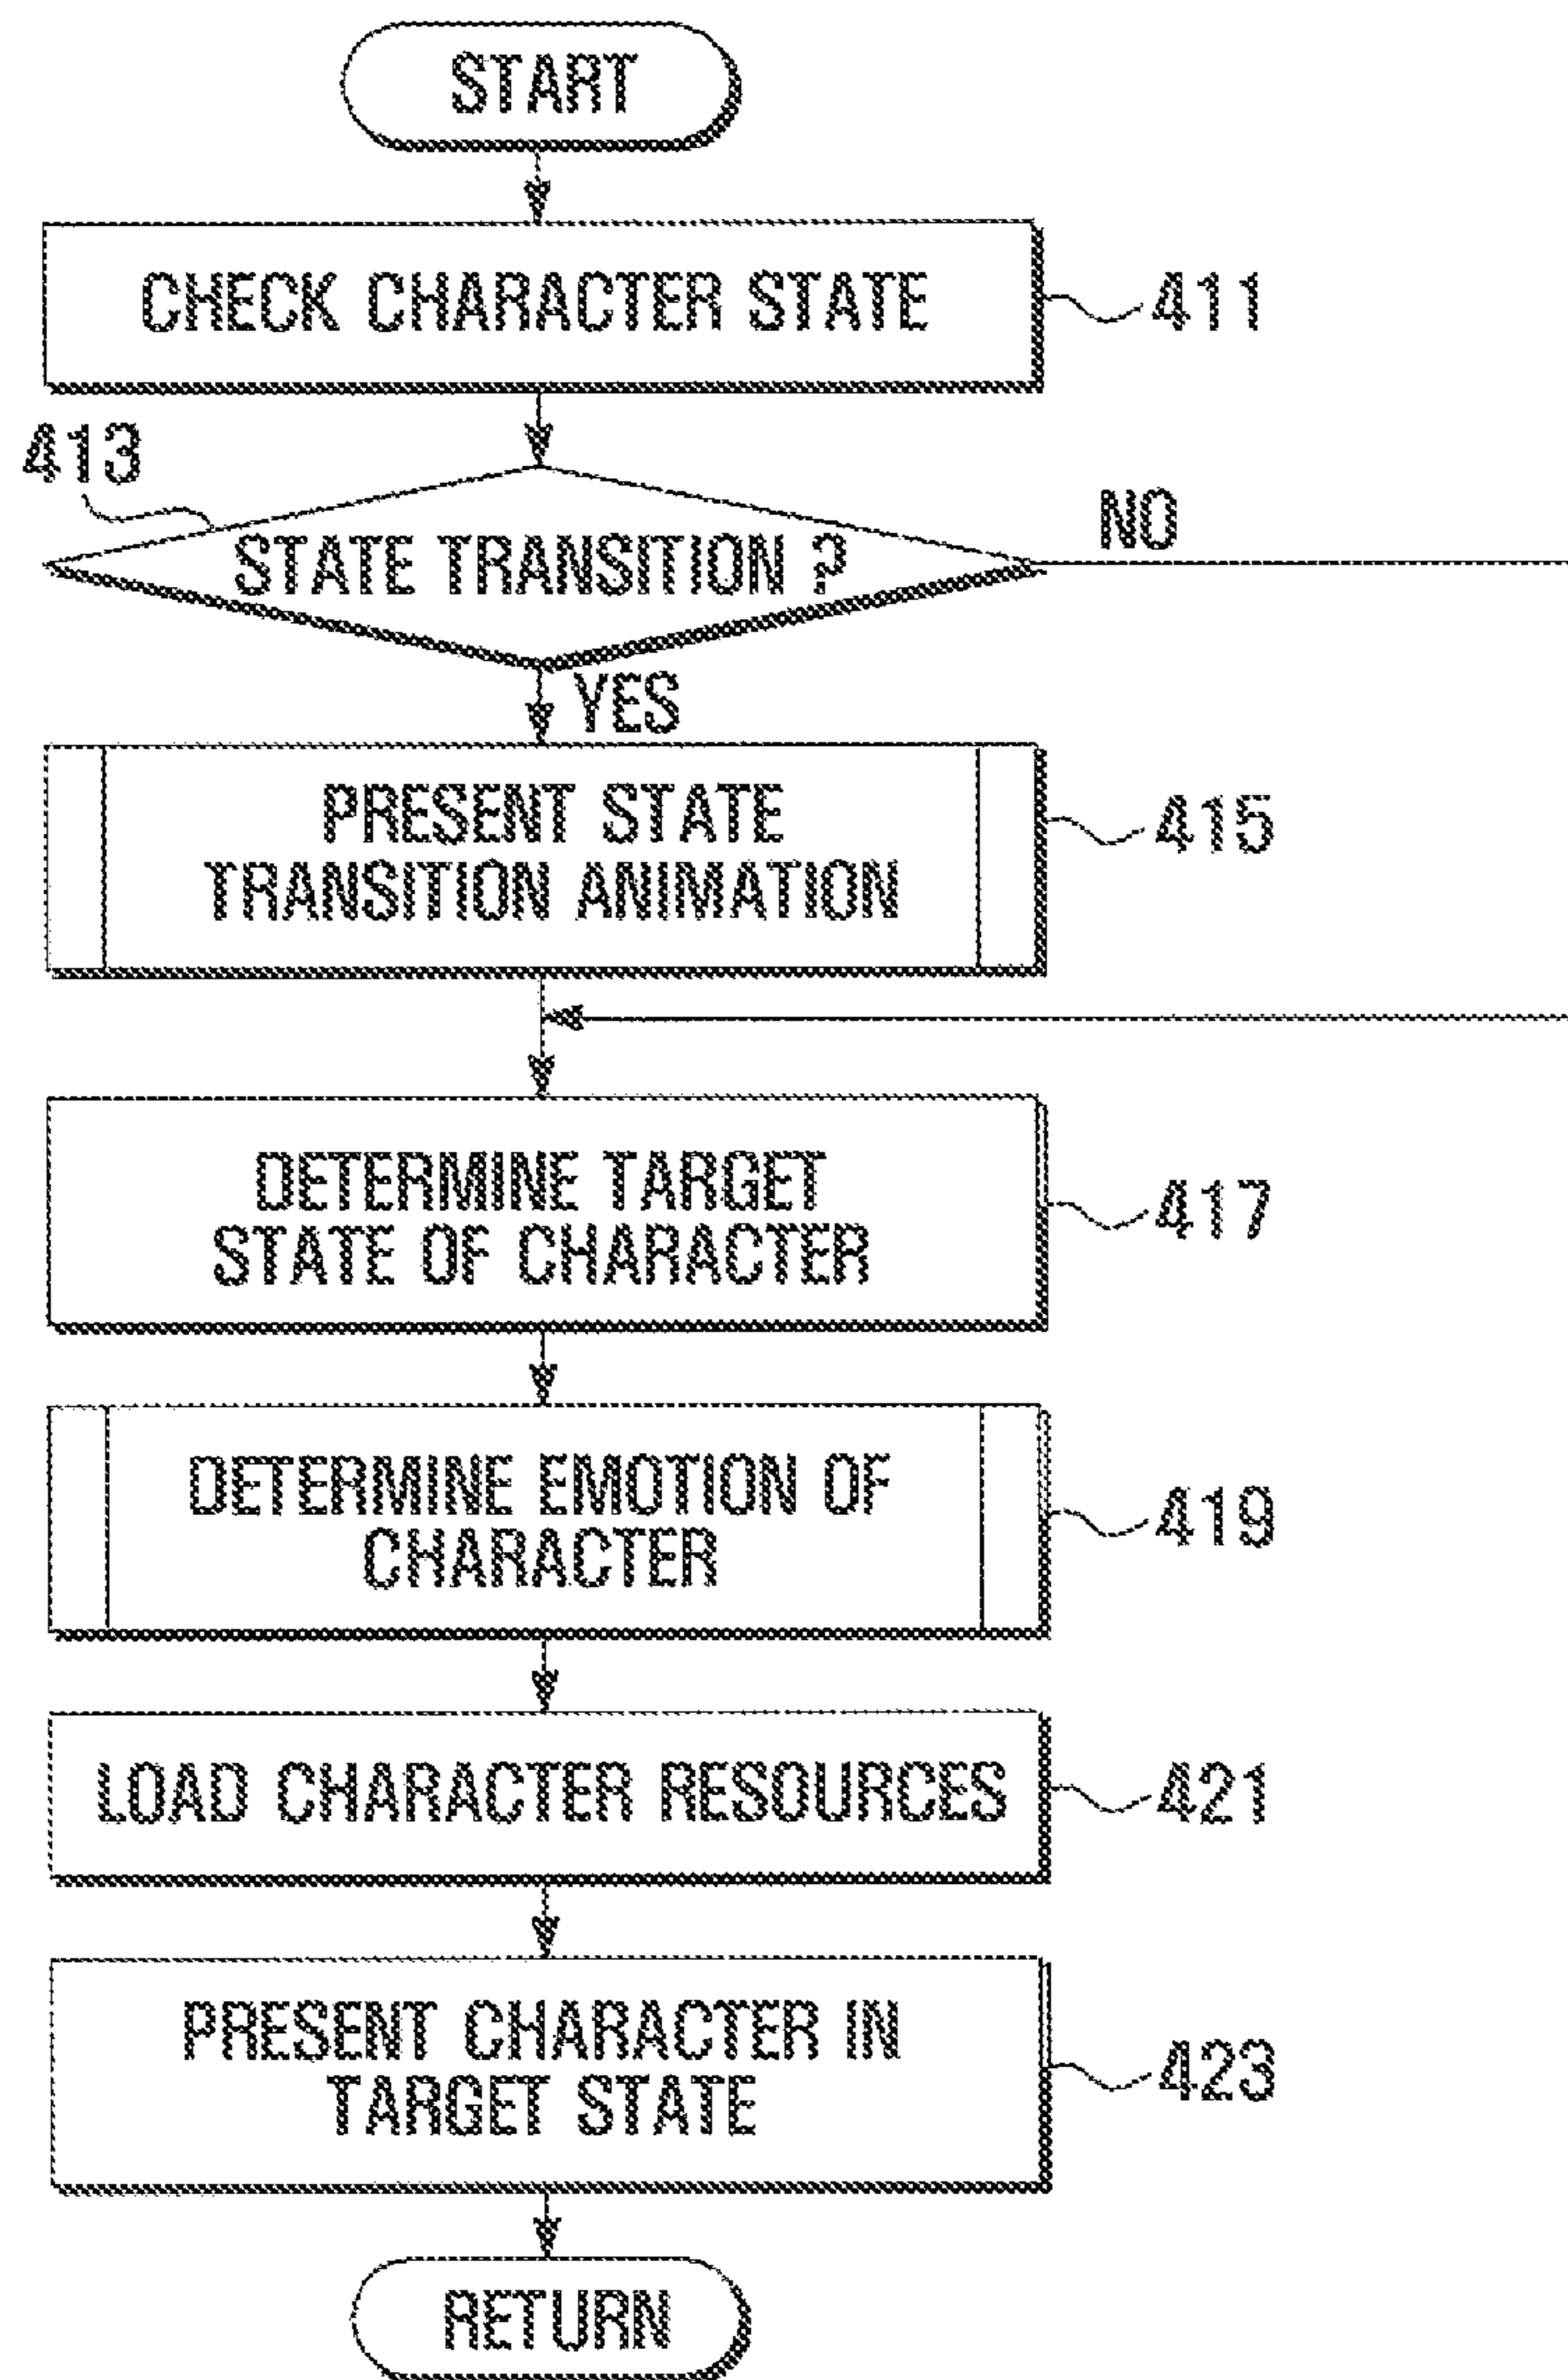 START
CHECK CHARACTER STATE
411
413
STATE TRANSITION ?
NO
YES
PRESENT STATE
TRANSITION ANIMATION
415
DETERMINE TARGET
STATE OF CHARACTER
417
DETERMINE EMOTION OF
CHARACTER
419
LOAD CHARACTER RESOURCES
421
PRESENT CHARACTER IN
TARGET STATE
423
RETURN